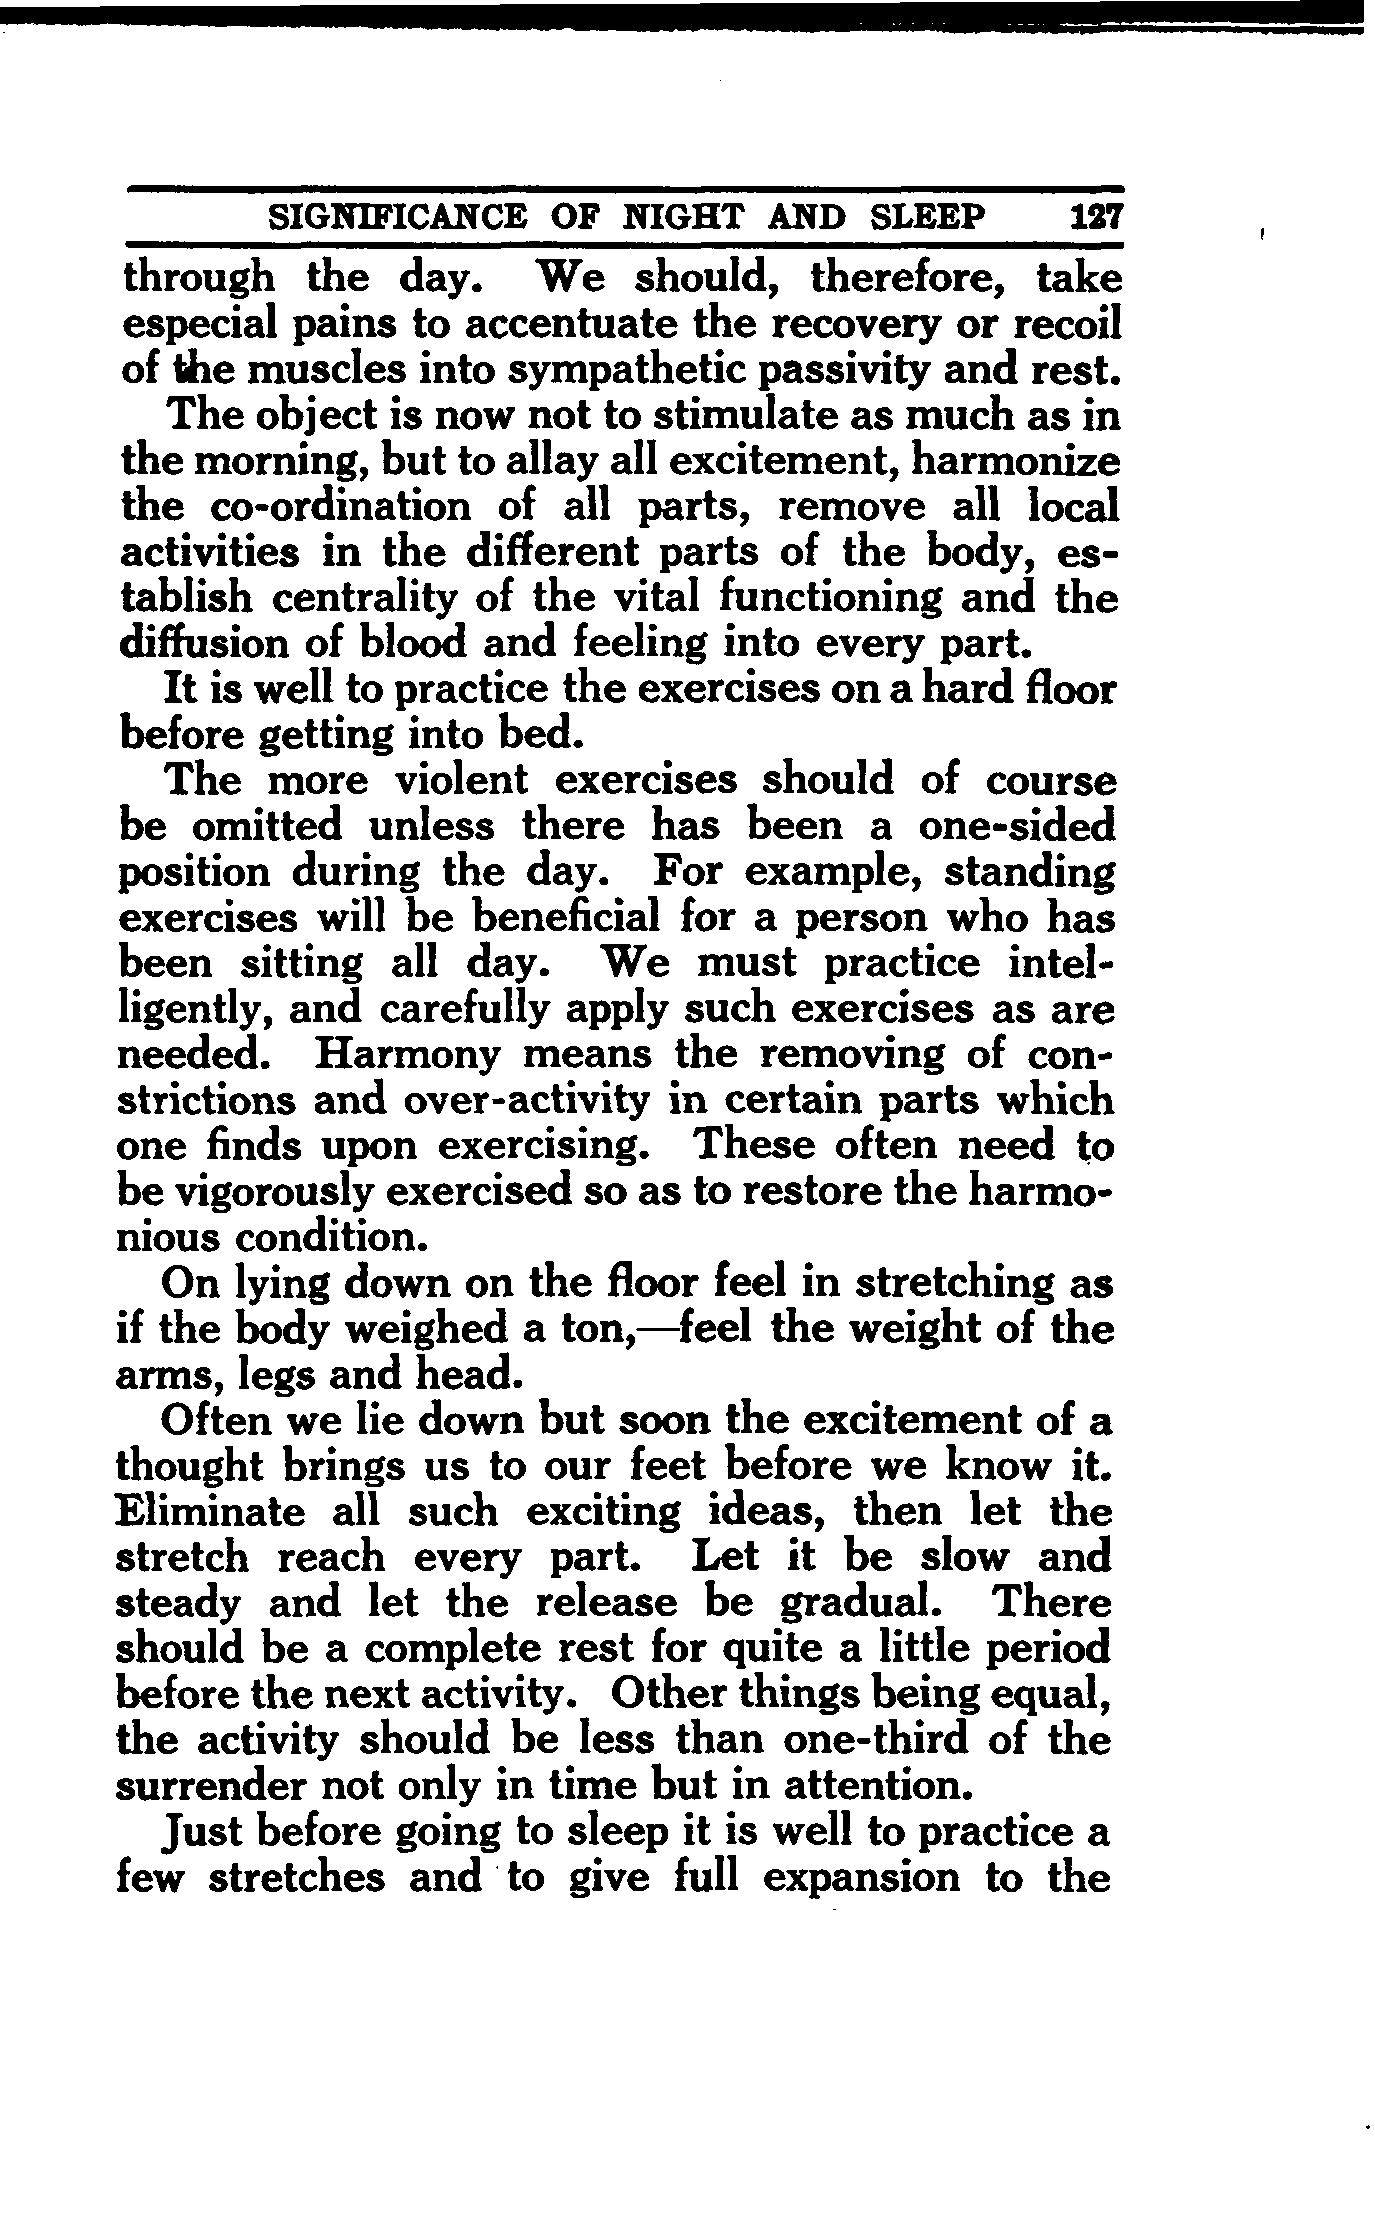 SIGNIFICANCE OF NIGHT AND SLEEP 127
through the day. We should, therefore, take
especial pains to accentuate the recovery or recoil
of the muscles into sympathetic passivity and rest.
The object is now not to stimulate as much as in
the morning, but to allay all excitement, harmonize
the co-ordination of all parts, remove all local
activities in the different parts of the body, es-
tablish centrality of the vital functioning and the
diffusion of blood and feeling into every part.
It is well to practice the exercises on a hard floor
before getting into bed.
The more violent exercises should of course
be omitted unless there has been a one-sided
position during the day. For example, standing
exercises will be beneficial for a person who has
been sitting all day. We must practice intel-
ligently, and carefully apply such exercises as are
needed. Harmony means the removing of con-
strictions and over-activity in certain parts which
one finds upon exercising. These often need to
be vigorously exercised so as to restore the harmo-
nious condition.
On lying down on the floor feel in stretching as
if the body weighed a ton,—feel the weight of the
arms, legs and head.
Often we lie down but soon the excitement of a
thought brings us to our feet before we know it.
Eliminate all such exciting ideas, then let the
stretch reach every part. Let it be slow and
steady and let the release be gradual. There
should be a complete rest for quite a little period
before the next activity. Other things being equal,
the activity should be less than one-third of the
surrender not only in time but in attention.
Just before going to sleep it is well to practice a
few stretches and to give full expansion to the